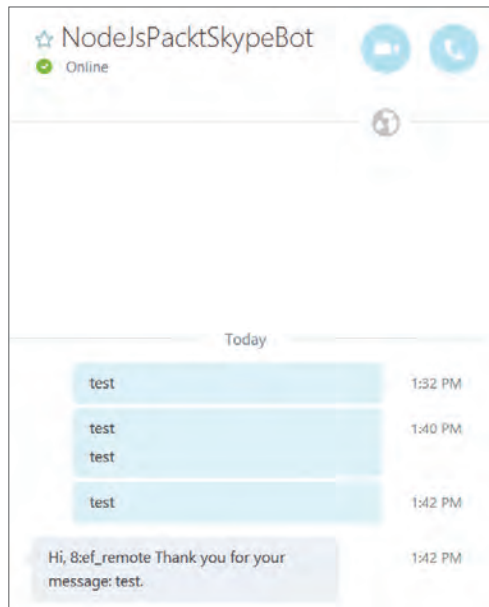 NodeJsPacktSkypeBot
Online
Today
test 1:32 PM
test 1:40 PM
test
test 1:42 PM
Hi, 8:ef_remote Thank you for your 1:42 PM
message: test.